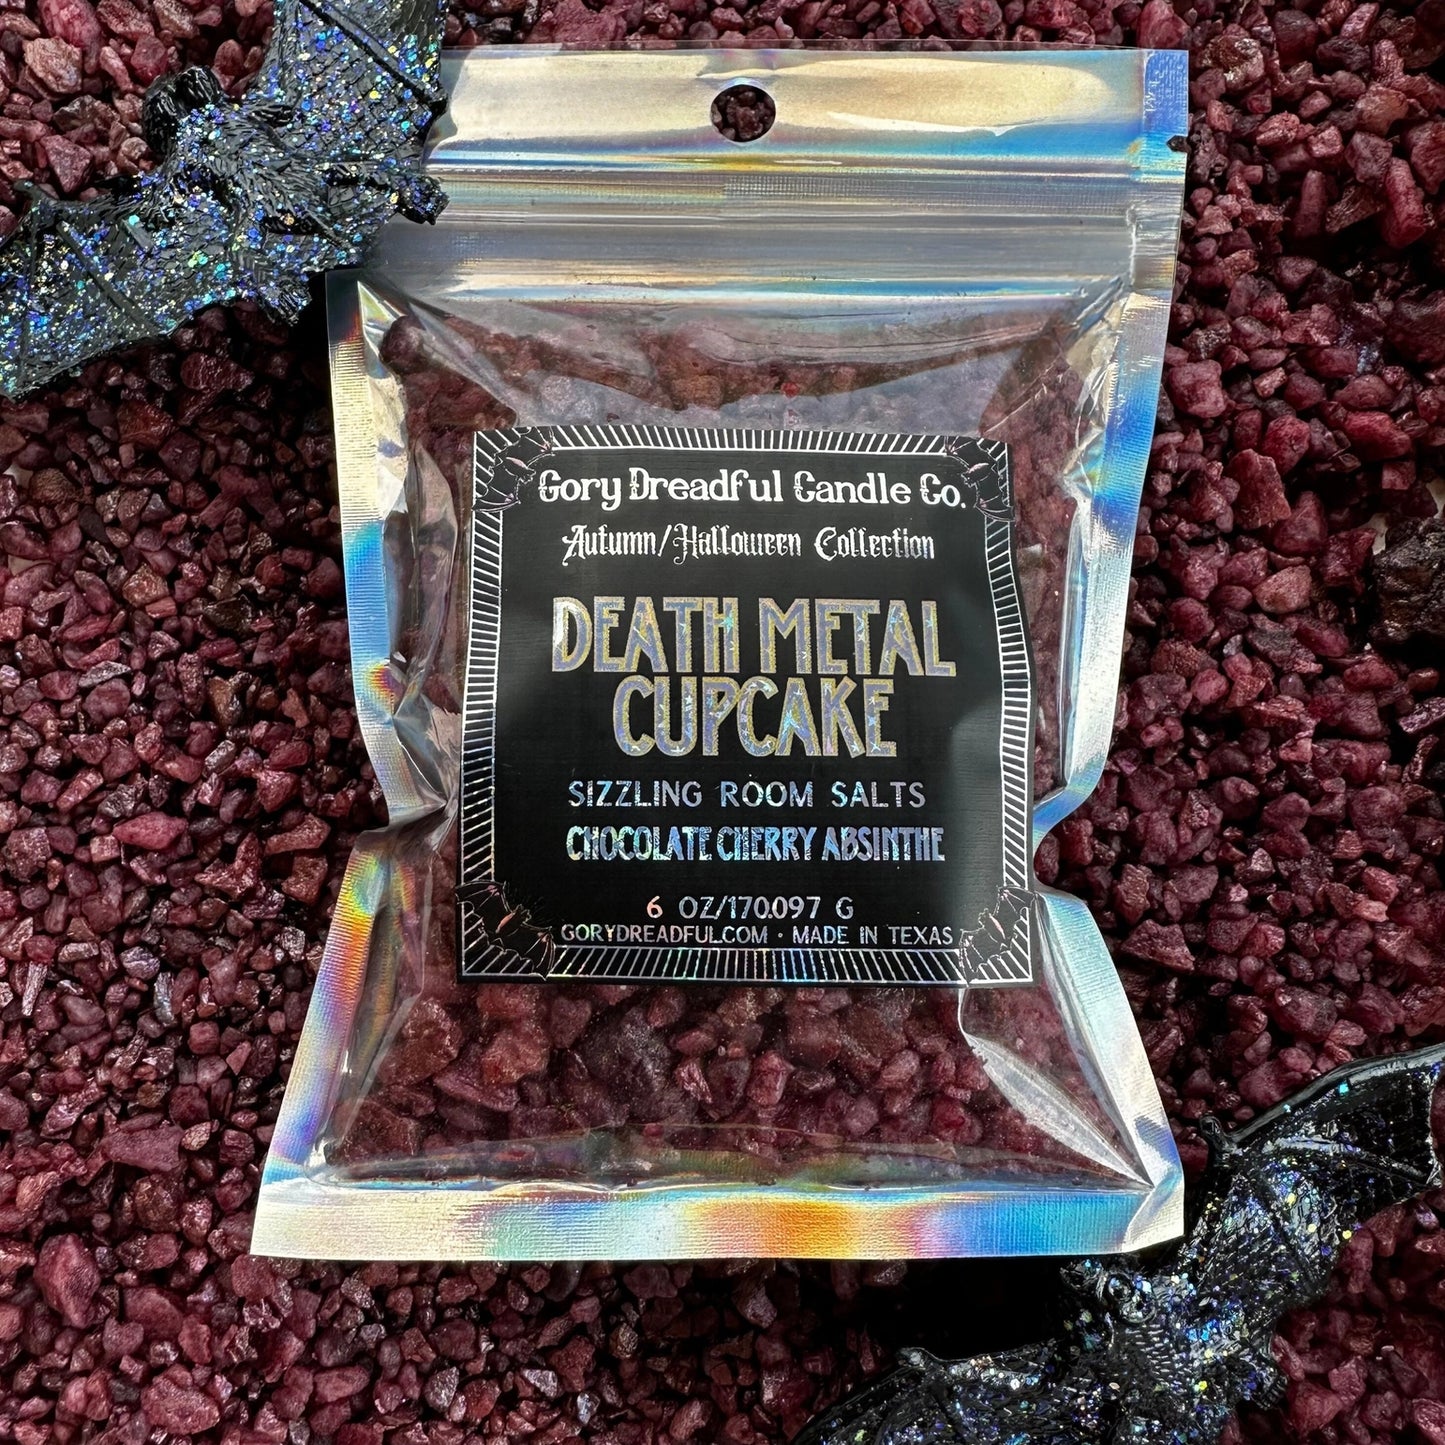 Gory Dreadful Candle Co.
Autumn/Halloween Collection
DEATH METAL
CUPCAKE
SIZZLING ROOM SALTS
CHOCOLATE CHERRY ABSINTHE
6 OZ/170.097 G
GORYDREADFUL.COM • MADE IN TEXAS